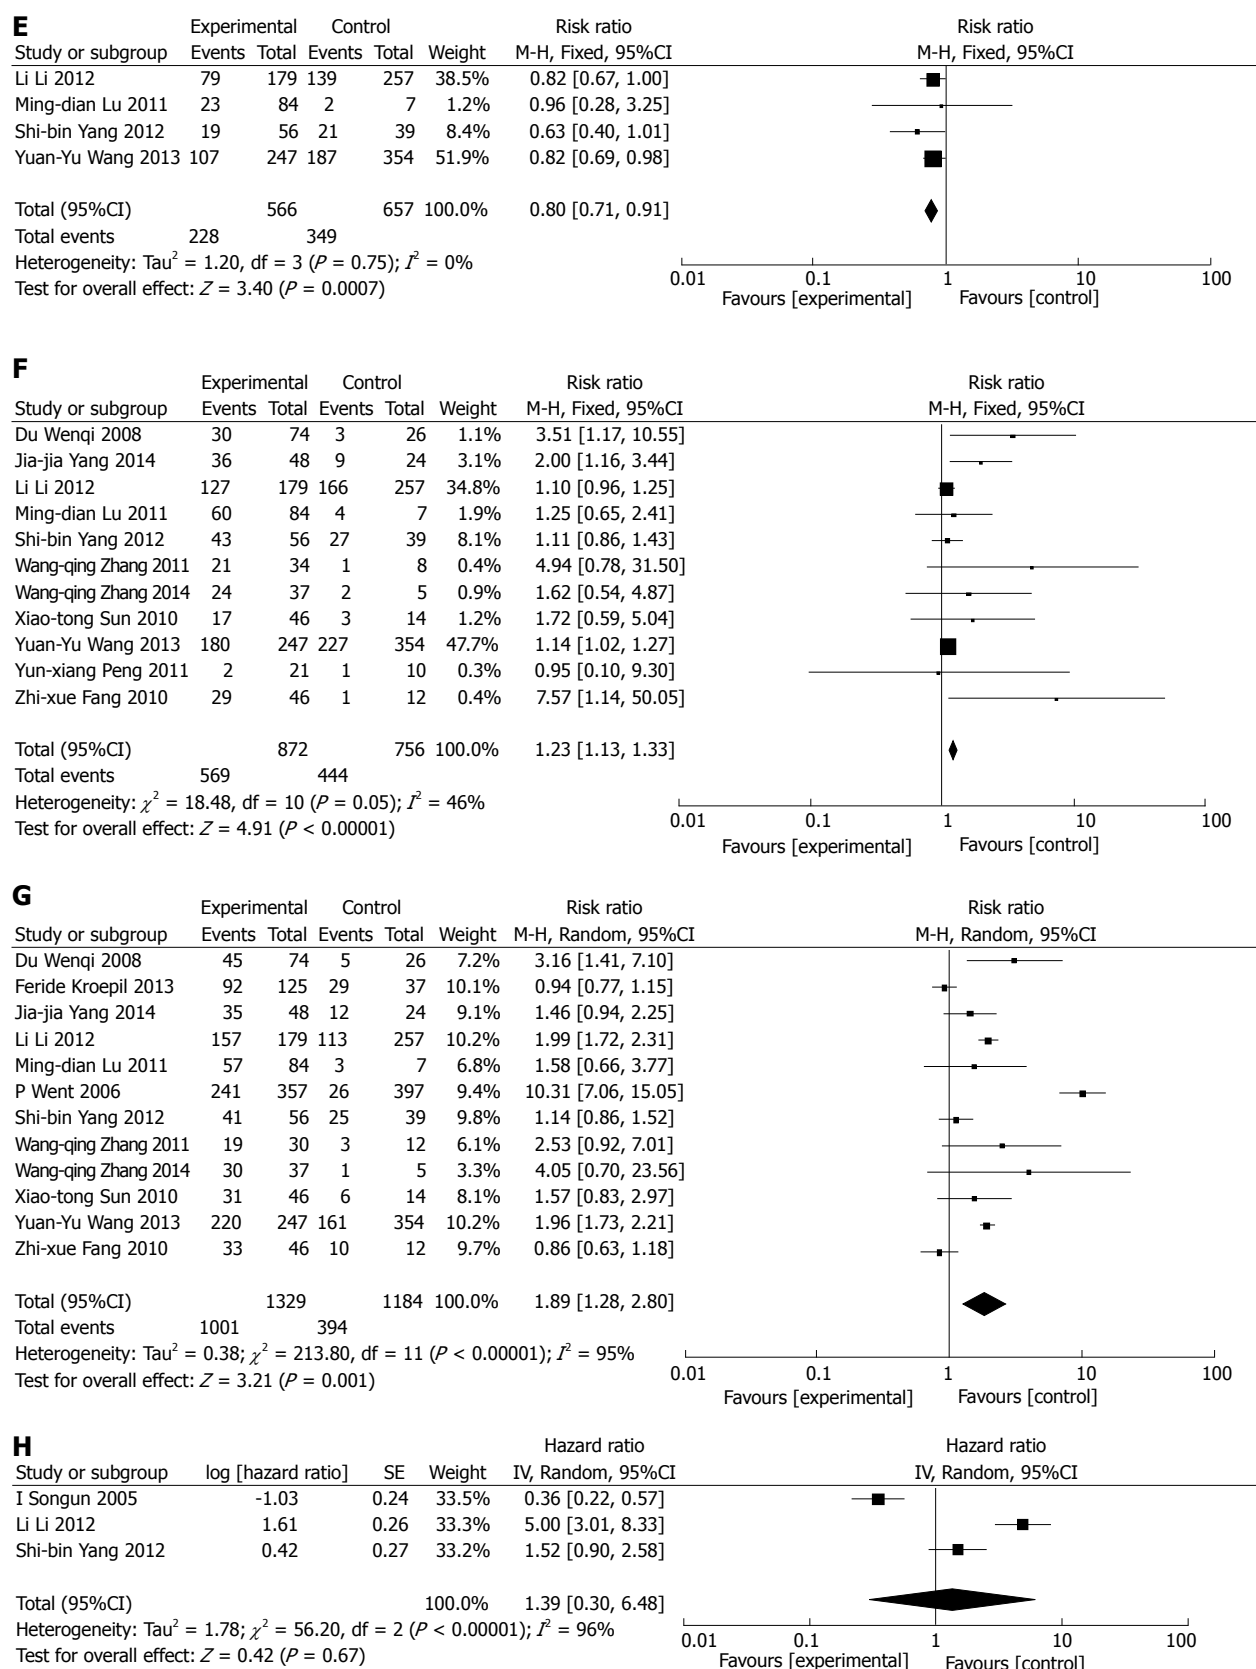 E
Experimental Control Risk ratio Risk ratio
Study or subgroup Events Total Events Total Weight M-H, Fixed, 95%CI M-H, Fixed, 95%CI
Li Li 2012 79 179 139 257 38.5% 0.82 [0.67, 1.00]
Ming-dian Lu 2011 23 84 2 7 1.2% 0.96 [0.28, 3.25]
Shi-bin Yang 2012 19 56 21 39 8.4% 0.63 [0.40, 1.01]
Yuan-Yu Wang 2013 107 247 187 354 51.9% 0.82 [0.69, 0.98]
Total (95%CI) 566 657 100.0% 0.80 [0.71, 0.91]
Total events 228 349
Heterogeneity: Tau² = 1.20, df = 3 (P = 0.75); I² = 0%
Test for overall effect: Z = 3.40 (P = 0.0007)
0.01 0.1 1 10 100
Favours [experimental] Favours [control]
F
Experimental Control Risk ratio Risk ratio
Study or subgroup Events Total Events Total Weight M-H, Fixed, 95%CI M-H, Fixed, 95%CI
Du Wenqi 2008 30 74 3 26 1.1% 3.51 [1.17, 10.55]
Jia-jia Yang 2014 36 48 9 24 3.1% 2.00 [1.16, 3.44]
Li Li 2012 127 179 166 257 34.8% 1.10 [0.96, 1.25]
Ming-dian Lu 2011 60 84 4 7 1.9% 1.25 [0.65, 2.41]
Shi-bin Yang 2012 43 56 27 39 8.1% 1.11 [0.86, 1.43]
Wang-qing Zhang 2011 21 34 1 8 0.4% 4.94 [0.78, 31.50]
Wang-qing Zhang 2014 24 37 2 5 0.9% 1.62 [0.54, 4.87]
Xiao-tong Sun 2010 17 46 3 14 1.2% 1.72 [0.59, 5.04]
Yuan-Yu Wang 2013 180 247 227 354 47.7% 1.14 [1.02, 1.27]
Yun-xiang Peng 2011 2 21 1 10 0.3% 0.95 [0.10, 9.30]
Zhi-xue Fang 2010 29 46 1 12 0.4% 7.57 [1.14, 50.05]
Total (95%CI) 872 756 100.0% 1.23 [1.13, 1.33]
Total events 569 444
Heterogeneity: χ² = 18.48, df = 10 (P = 0.05); I² = 46%
Test for overall effect: Z = 4.91 (P < 0.00001)
0.01 0.1 1 10 100
Favours [experimental] Favours [control]
G
Experimental Control Risk ratio Risk ratio
Study or subgroup Events Total Events Total Weight M-H, Random, 95%CI M-H, Random, 95%CI
Du Wenqi 2008 45 74 5 26 7.2% 3.16 [1.41, 7.10]
Feride Kroepil 2013 92 125 29 37 10.1% 0.94 [0.77, 1.15]
Jia-jia Yang 2014 35 48 12 24 9.1% 1.46 [0.94, 2.25]
Li Li 2012 157 179 113 257 10.2% 1.99 [1.72, 2.31]
Ming-dian Lu 2011 57 84 3 7 6.8% 1.58 [0.66, 3.77]
P Went 2006 241 357 26 397 9.4% 10.31 [7.06, 15.05]
Shi-bin Yang 2012 41 56 25 39 9.8% 1.14 [0.86, 1.52]
Wang-qing Zhang 2011 19 30 3 12 6.1% 2.53 [0.92, 7.01]
Wang-qing Zhang 2014 30 37 1 5 3.3% 4.05 [0.70, 23.56]
Xiao-tong Sun 2010 31 46 6 14 8.1% 1.57 [0.83, 2.97]
Yuan-Yu Wang 2013 220 247 161 354 10.2% 1.96 [1.73, 2.21]
Zhi-xue Fang 2010 33 46 10 12 9.7% 0.86 [0.63, 1.18]
Total (95%CI) 1329 1184 100.0% 1.89 [1.28, 2.80]
Total events 1001 394
Heterogeneity: Tau² = 0.38; χ² = 213.80, df = 11 (P < 0.00001); I² = 95%
Test for overall effect: Z = 3.21 (P = 0.001)
0.01 0.1 1 10 100
Favours [experimental] Favours [control]
H
Hazard ratio Hazard ratio
Study or subgroup log [hazard ratio] SE Weight IV, Random, 95%CI IV, Random, 95%CI
I Songun 2005 -1.03 0.24 33.5% 0.36 [0.22, 0.57]
Li Li 2012 1.61 0.26 33.3% 5.00 [3.01, 8.33]
Shi-bin Yang 2012 0.42 0.27 33.2% 1.52 [0.90, 2.58]
Total (95%CI) 100.0% 1.39 [0.30, 6.48]
Heterogeneity: Tau² = 1.78; χ² = 56.20, df = 2 (P < 0.00001); I² = 96%
Test for overall effect: Z = 0.42 (P = 0.67)
0.01 0.1 1 10 100
Favours [experimental] Favours [control]